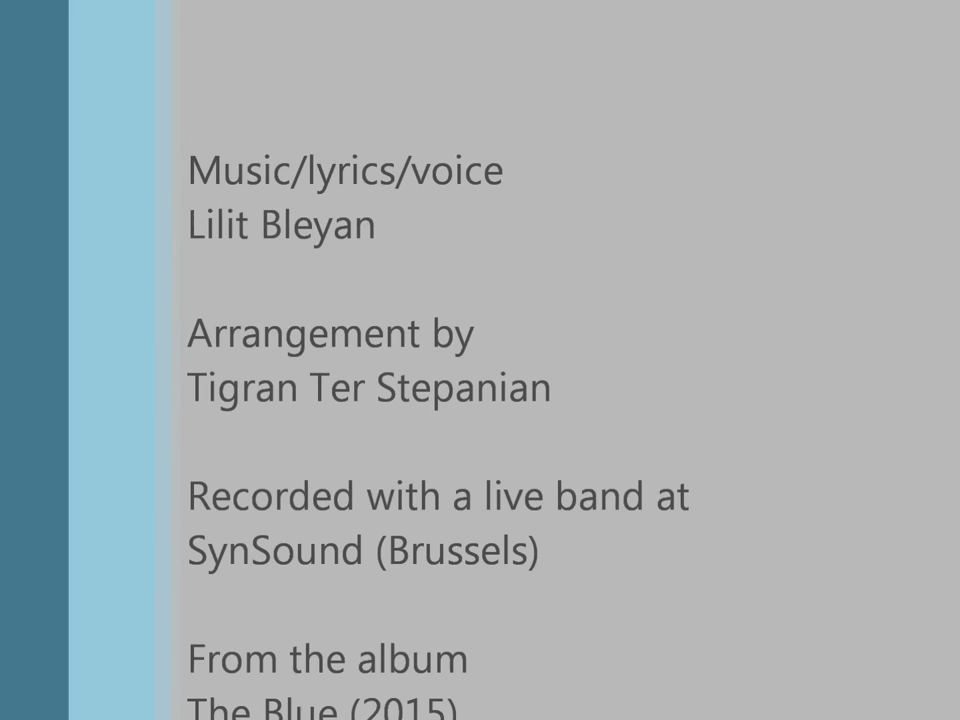 Music/lyrics/voice
Lilit Bleyan
Arrangement by
Tigran Ter Stepanian
Recorded with a live band at
SynSound (Brussels)
From the album
The Blue (2015)